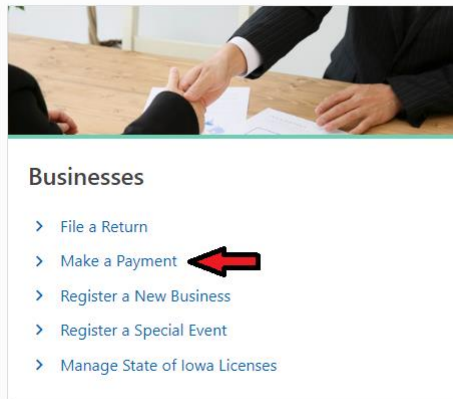 Businesses
File a Return
Make a Payment
Register a New Business
Register a Special Event
Manage State of Iowa Licenses